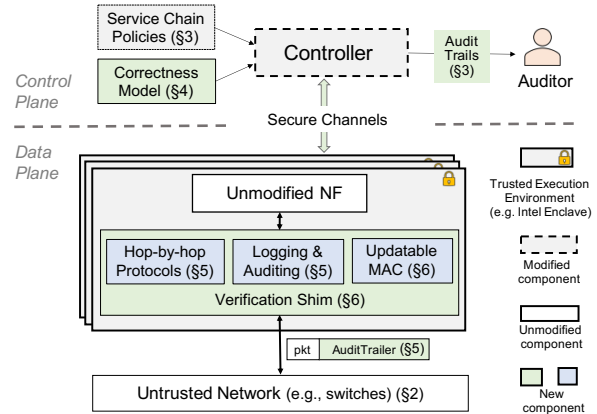 Service Chain
Policies (§3)
Controller
Audit
Trails
(§3)
Correctness
Model (§4)
Auditor
Control
Plane
Secure Channels
Data
Plane
Unmodified NF
Trusted Execution
Environment
(e.g. Intel Enclave)
Hop-by-hop
Protocols (§5)
Logging &
Auditing (§5)
Updatable
MAC (§6)
Verification Shim (§6)
Modified
component
Unmodified
component
pkt
AuditTrailer (§5)
Untrusted Network (e.g., switches) (§2)
New
component